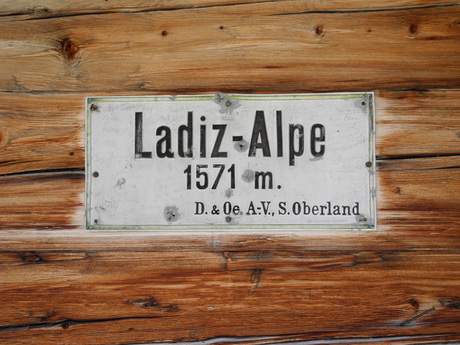 Ladiz-Alpe
1571 m.
D. & Oe. A.-V., S. Oberland